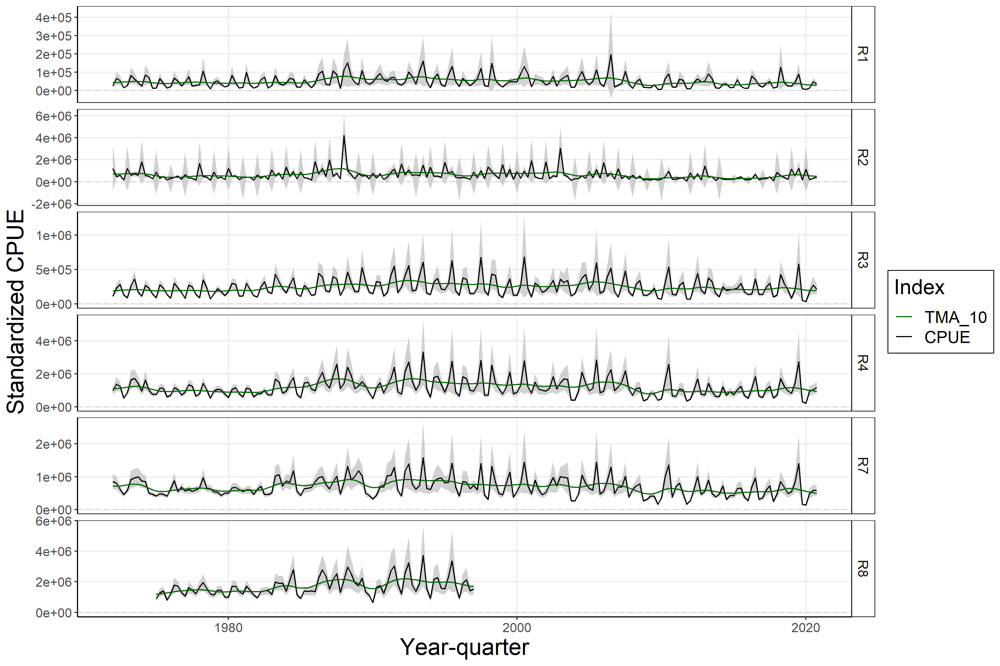 Standardized CPUE
4e+05
3e+05
2e+05
1e+05
0e+00
R1
6e+06
4e+06
2e+06
0e+00
-2e+06
R2
1e+06
5e+05
0e+00
R3
4e+06
2e+06
0e+00
R4
2e+06
1e+06
0e+00
R7
6e+06
4e+06
2e+06
0e+00
R8
1980
2000
2020
Year-quarter
Index
TMA_10
CPUE